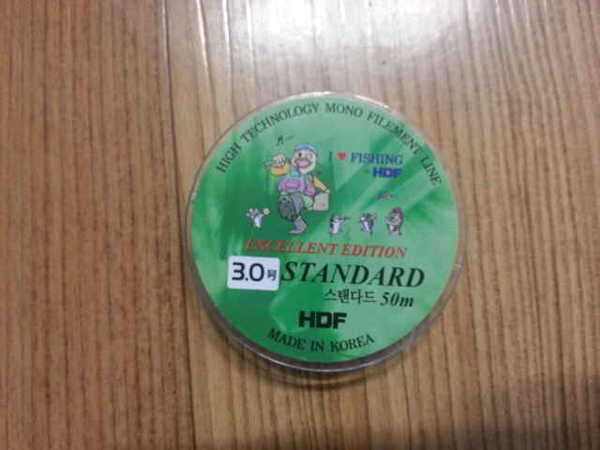 HIGH TECHNOLOGY MONO FILEMENT LINE
I ♥ FISHING
HDF
EXCELLENT EDITION
3.0호 STANDARD
스탠다드 50m
HDF
MADE IN KOREA